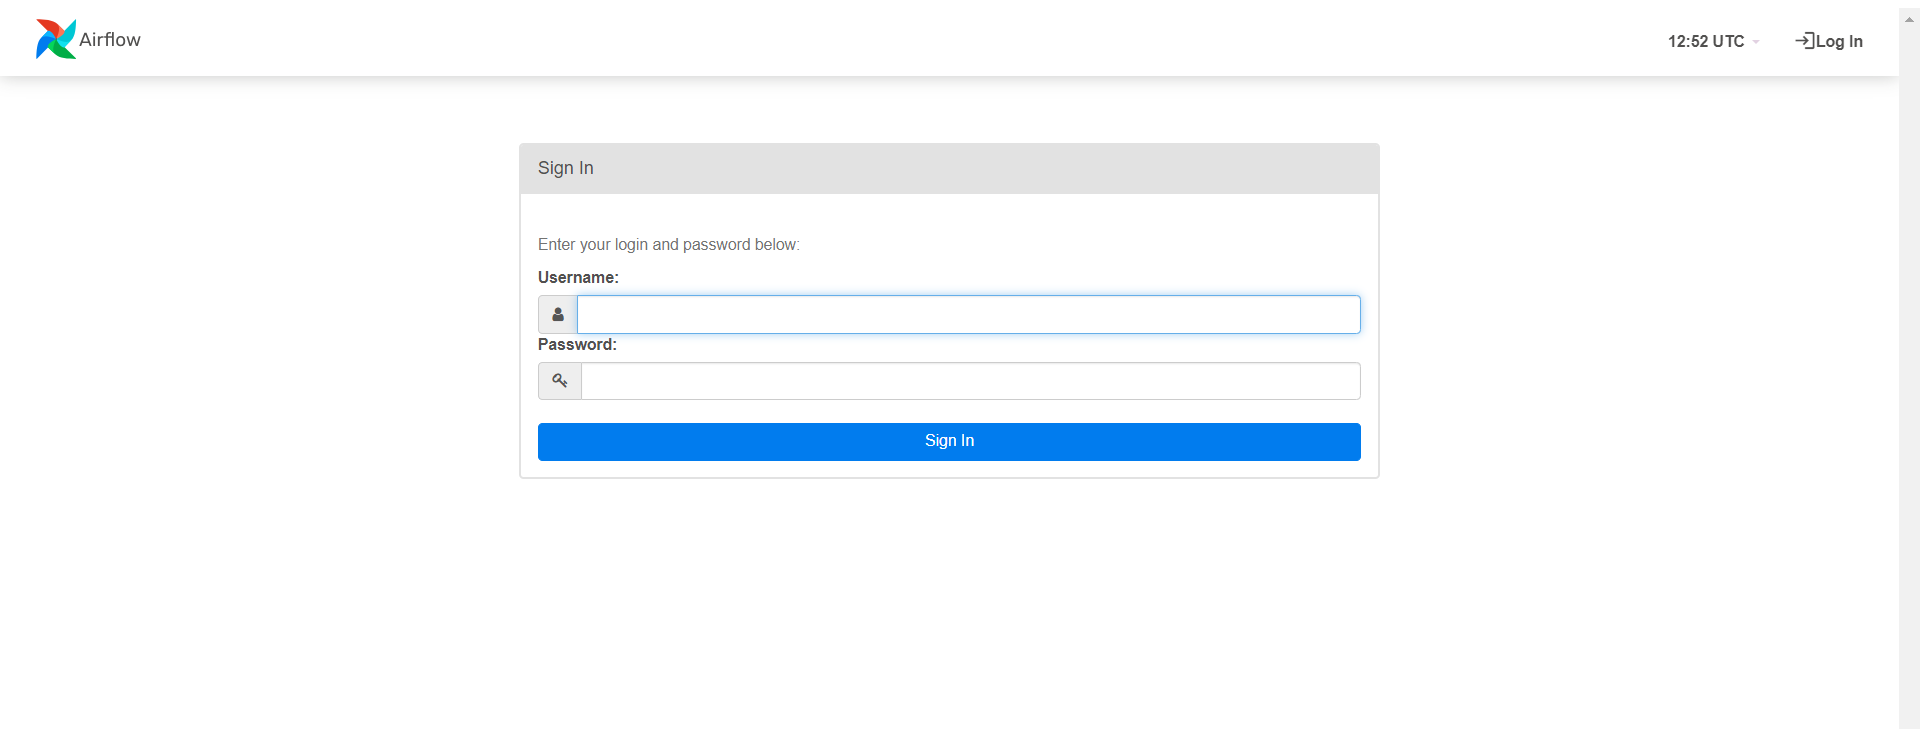 Airflow
12:52 UTC
Log In
Sign In
Enter your login and password below:
Username:
Password:
Sign In